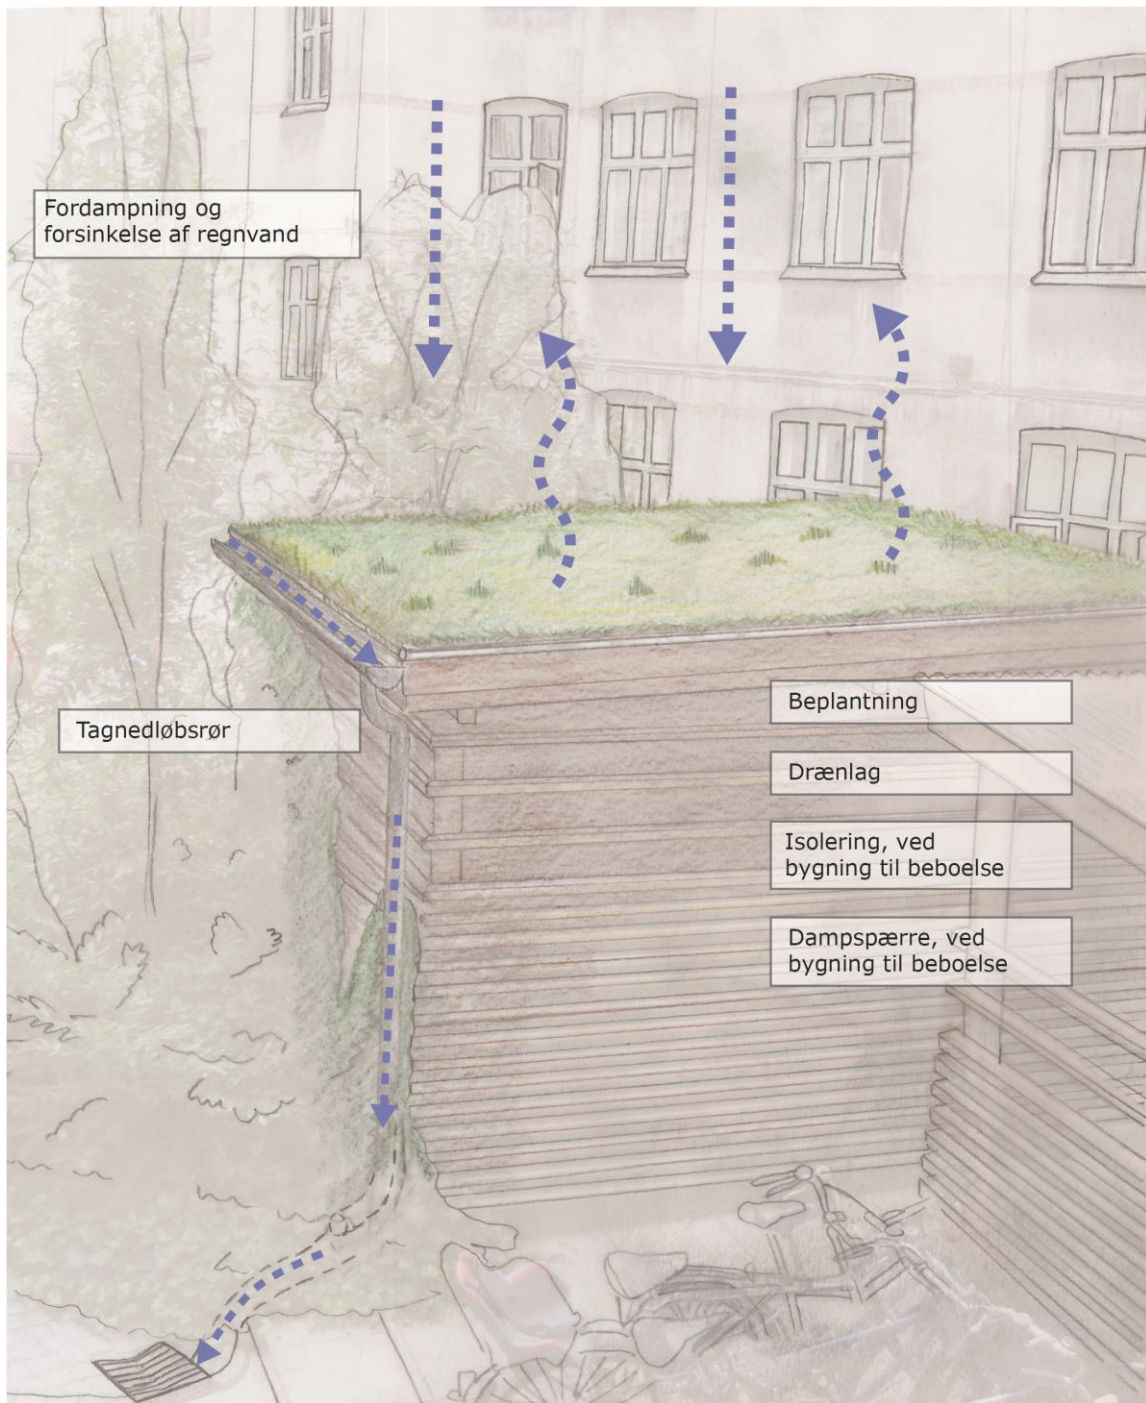 Fordampning og
forsinkelse af regnvand
Tagnedløbsrør
Beplantning
Drænlag
Isolering, ved
bygning til beboelse
Dampspærre, ved
bygning til beboelse